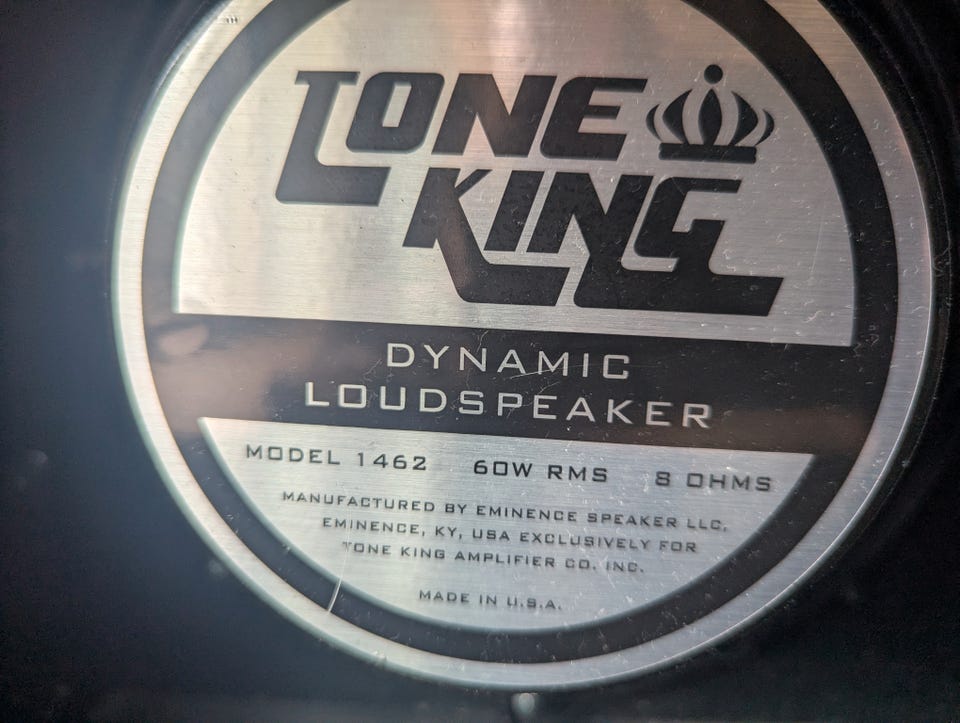 TONE
KING
DYNAMIC
LOUDSPEAKER
MODEL 1462 60W RMS 8 OHMS
MANUFACTURED BY EMINENCE SPEAKER LLC,
EMINENCE, KY, USA EXCLUSIVELY FOR
TONE KING AMPLIFIER CO. INC.
MADE IN U.S.A.